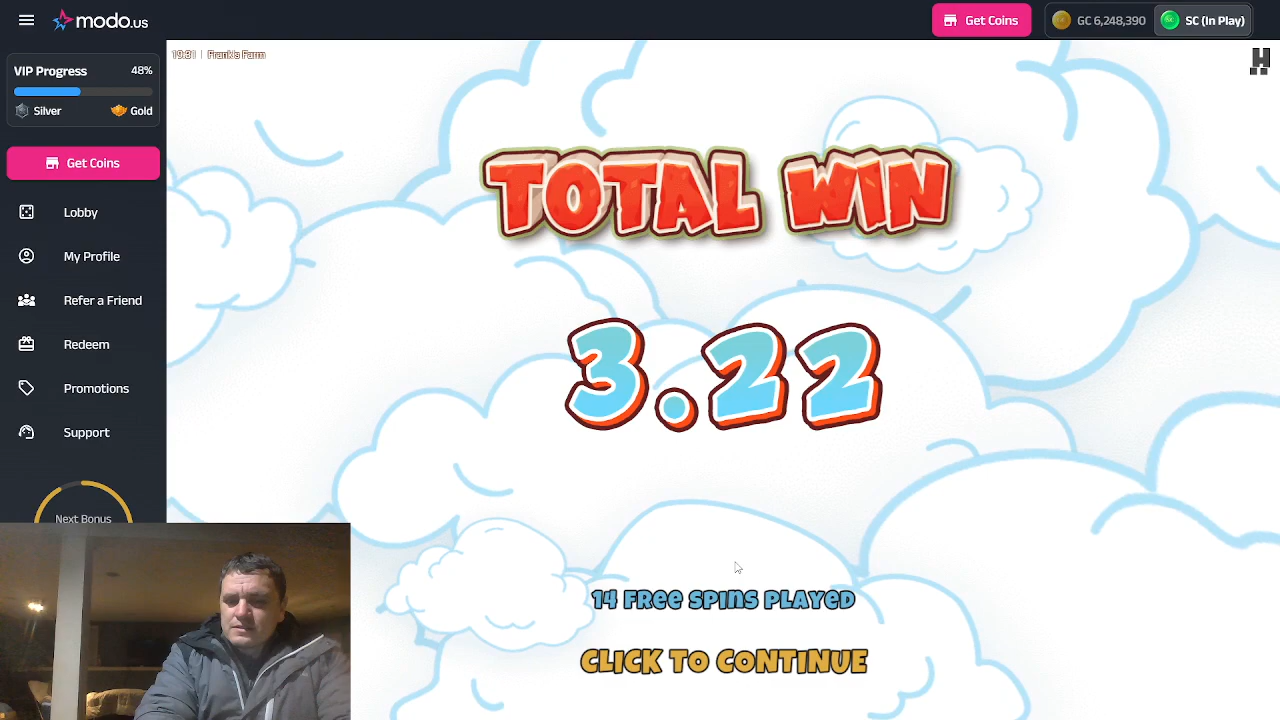 modo.us
Get Coins
GC 6,248,390
SC (In Play)
VIP Progress
48%
Silver
Gold
Get Coins
Lobby
My Profile
Refer a Friend
Redeem
Promotions
Support
Next Bonus
19:31 | Frank's Farm
H
TOTAL WIN
3.22
14 FREE SPINS PLAYED
CLICK TO CONTINUE